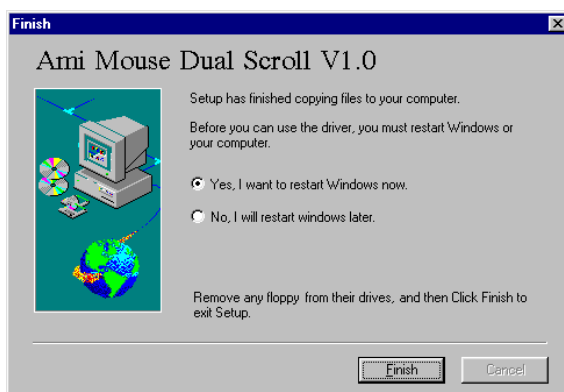 Finish
Ami Mouse Dual Scroll V1.0
Setup has finished copying files to your computer.
Before you can use the driver, you must restart Windows or
your computer.
Yes, I want to restart Windows now.
No, I will restart windows later.
Remove any floppy from their drives, and then Click Finish to
exit Setup.
Finish
Cancel